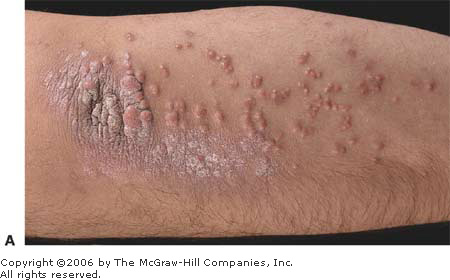 A
Copyright ©2006 by The McGraw-Hill Companies, Inc.
All rights reserved.